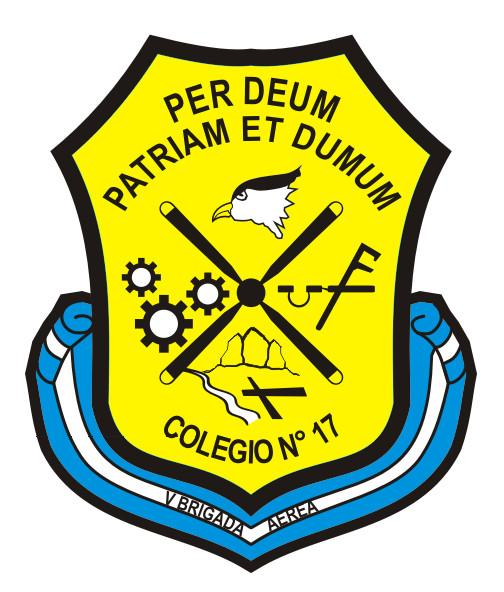 PER DEUM
PATRIAM ET DUMUM
COLEGIO N° 17
V BRIGADA AEREA